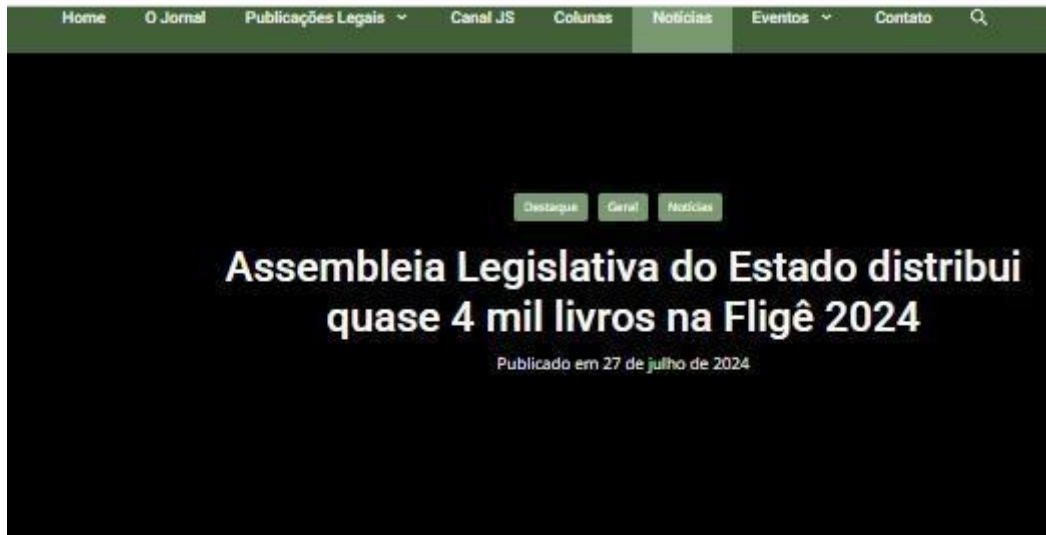 Home O Jornal Publicações Legais Canal JS Colunas Notícias Eventos Contato
Destaque Geral Notícias
Assembleia Legislativa do Estado distribui
quase 4 mil livros na Fligê 2024
Publicado em 27 de julho de 2024